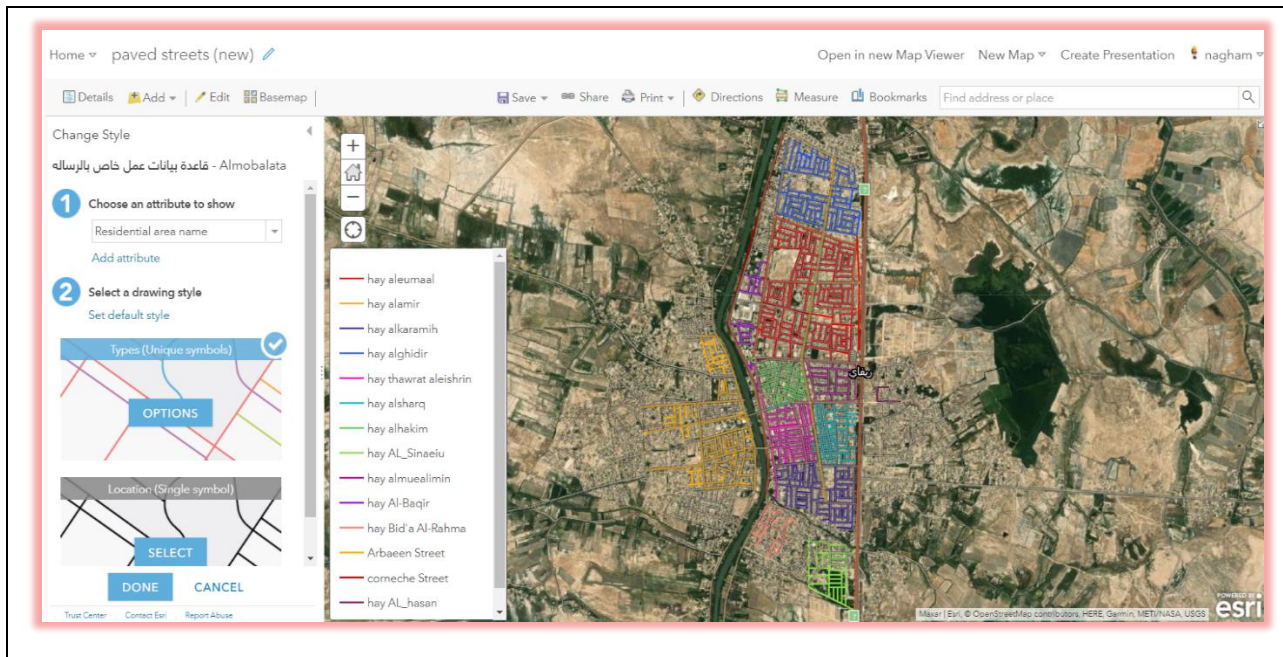 Home paved streets (new)
Open in new Map Viewer New Map Create Presentation nagham
Details Add Edit Basemap
Save Share Print Directions Measure Bookmarks Find address or place
Change Style
Almobalata - قاعدة بيانات عمل خاص بالرساله
1 Choose an attribute to show
Residential area name
Add attribute
2 Select a drawing style
Set default style
Types (Unique symbols)
OPTIONS
Location (Single symbol)
SELECT
DONE CANCEL
Trust Center Contact Esri Report Abuse
+
−
hay aleumaal
hay alamir
hay alkaramih
hay alghidir
hay thawrat aleishrin
hay alsharq
hay alhakim
hay AL_Sinaeiu
hay almuealimin
hay Al-Baqir
hay Bid'a Al-Rahma
Arbaeen Street
corneche Street
hay AL_hasan
7
ريفاي
7
Maxar | Esri, © OpenStreetMap contributors, HERE, Garmin, METI/NASA, USGS
POWERED BY
esri